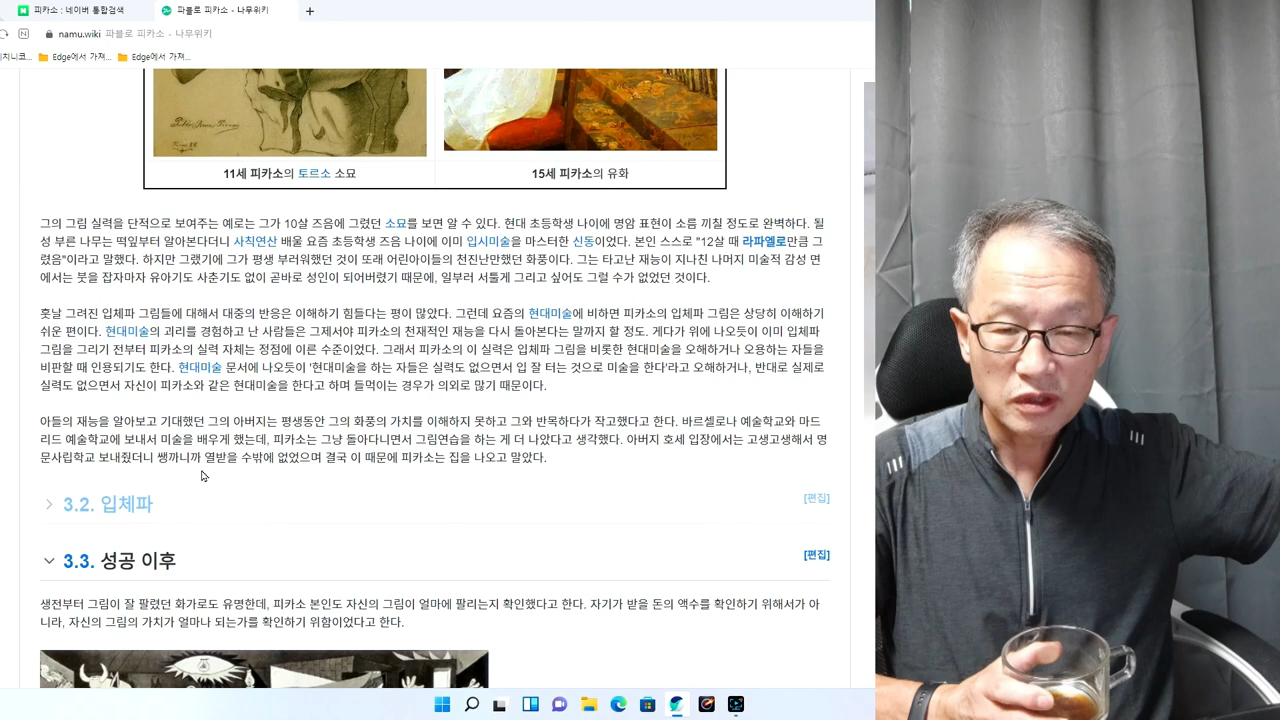 피카소 : 네이버 통합검색
파블로 피카소 - 나무위키
namu.wiki 파블로 피카소 - 나무위키
치니코... Edge에서 가져... Edge에서 가져...
11세 피카소의 토르소 소묘
15세 피카소의 유화
그의 그림 실력을 단적으로 보여주는 예로는 그가 10살 즈음에 그렸던 소묘를 보면 알 수 있다. 현대 초등학생 나이에 명암 표현이 소름 끼칠 정도로 완벽하다. 될
성 부른 나무는 떡잎부터 알아본다더니 사칙연산 배울 요즘 초등학생 즈음 나이에 이미 입시미술을 마스터한 신동이었다. 본인 스스로 "12살 때 라파엘로만큼 그
렸음"이라고 말했다. 하지만 그랬기에 그가 평생 부러워했던 것이 또래 어린아이들의 천진난만했던 화풍이다. 그는 타고난 재능이 지나친 나머지 미술적 감성 면
에서는 붓을 잡자마자 유아기도 사춘기도 없이 곧바로 성인이 되어버렸기 때문에, 일부러 서툴게 그리고 싶어도 그럴 수가 없었던 것이다.
훗날 그려진 입체파 그림들에 대해서 대중의 반응은 이해하기 힘들다는 평이 많았다. 그런데 요즘의 현대미술에 비하면 피카소의 입체파 그림은 상당히 이해하기
쉬운 편이다. 현대미술의 괴리를 경험하고 난 사람들은 그제서야 피카소의 천재적인 재능을 다시 돌아본다는 말까지 할 정도. 게다가 위에 나오듯이 이미 입체파
그림을 그리기 전부터 피카소의 실력 자체는 정점에 이른 수준이었다. 그래서 피카소의 이 실력은 입체파 그림을 비롯한 현대미술을 오해하거나 오용하는 자들을
비판할 때 인용되기도 한다. 현대미술 문서에 나오듯이 '현대미술을 하는 자들은 실력도 없으면서 입 잘 터는 것으로 미술을 한다'라고 오해하거나, 반대로 실제로
실력도 없으면서 자신이 피카소와 같은 현대미술을 한다고 하며 들먹이는 경우가 의외로 많기 때문이다.
아들의 재능을 알아보고 기대했던 그의 아버지는 평생동안 그의 화풍의 가치를 이해하지 못하고 그와 반목하다가 작고했다고 한다. 바르셀로나 예술학교와 마드
리드 예술학교에 보내서 미술을 배우게 했는데, 피카소는 그냥 돌아다니면서 그림연습을 하는 게 더 나았다고 생각했다. 아버지 호세 입장에서는 고생고생해서 명
문사립학교 보내줬더니 쌩까니까 열받을 수밖에 없었으며 결국 이 때문에 피카소는 집을 나오고 말았다.
3.2. 입체파 [편집]
3.3. 성공 이후 [편집]
생전부터 그림이 잘 팔렸던 화가로도 유명한데, 피카소 본인도 자신의 그림이 얼마에 팔리는지 확인했다고 한다. 자기가 받을 돈의 액수를 확인하기 위해서가 아
니라, 자신의 그림의 가치가 얼마나 되는가를 확인하기 위함이었다고 한다.